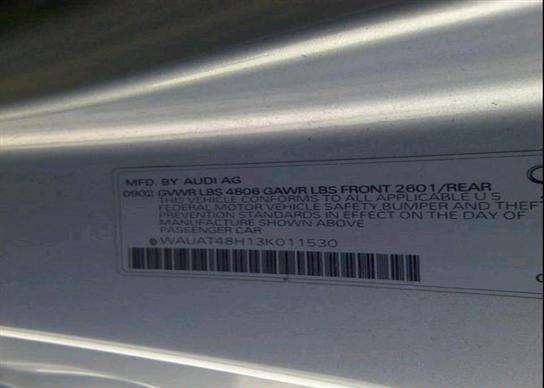 MFD. BY AUDI AG
0902 GVWR LBS 4806 GAWR LBS FRONT 2601/REAR
THIS VEHICLE CONFORMS TO ALL APPLICABLE U S
FEDERAL MOTOR VEHICLE SAFETY BUMPER AND THEFT
PREVENTION STANDARDS IN EFFECT ON THE DAY OF
MANUFACTURE SHOWN ABOVE
PASSENGER CAR
WAUAT48H13K011530